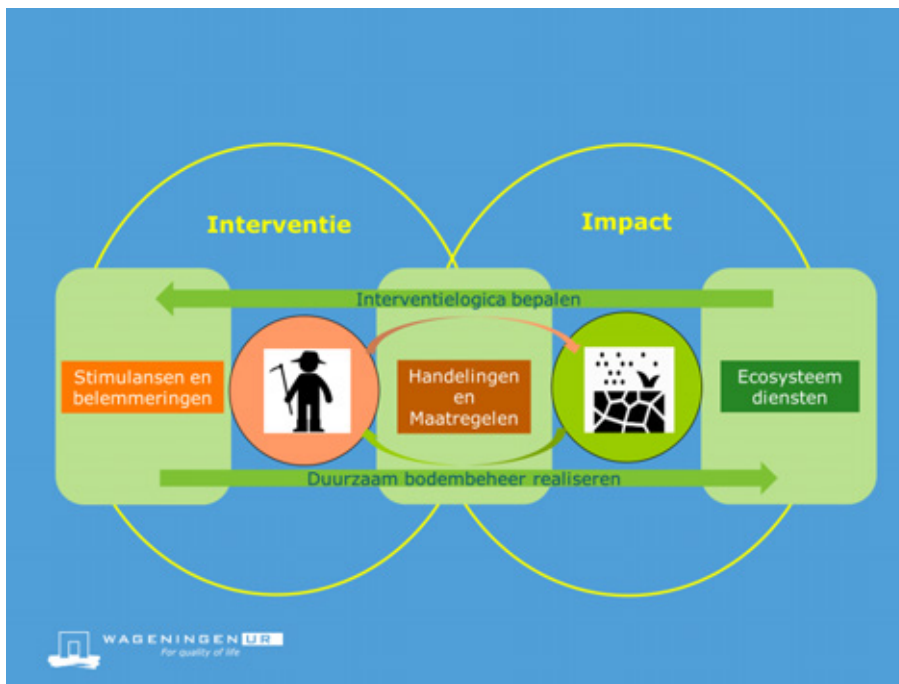 Interventie
Impact
Interventielogica bepalen
Stimulansen en
belemmeringen
Handelingen
en
Maatregelen
Ecosysteem
diensten
Duurzaam bodembeheer realiseren
WAGENINGEN UR
For quality of life